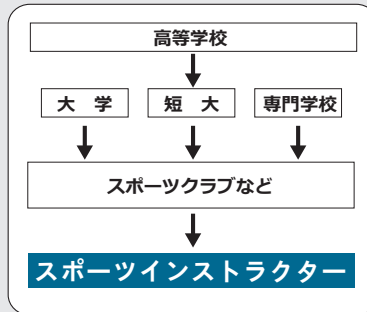 高等学校
大　学　短　大　専門学校
スポーツクラブなど
スポーツインストラクター